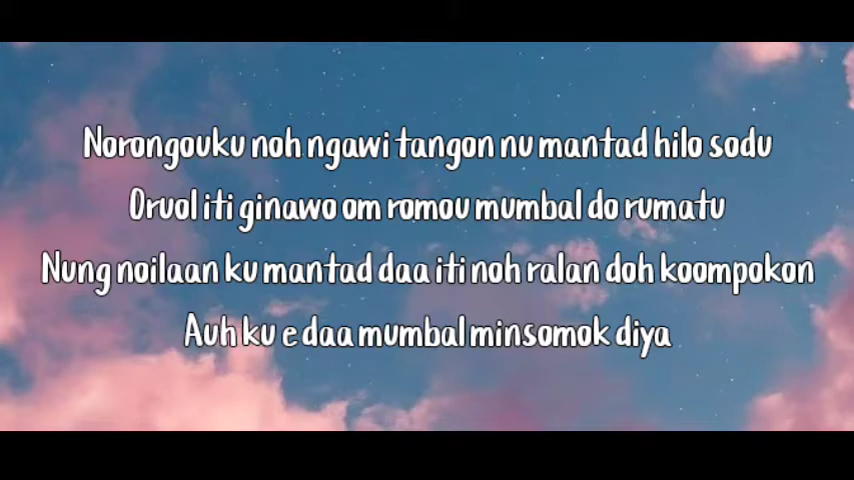 Norongouku noh ngawi tangon nu mantad hilo sodu
Oruol iti ginawo om romou mumbal do rumatu
Nung noilaan ku mantad daa iti noh ralan doh koompokon
Auh ku e daa mumbal minsomok diya